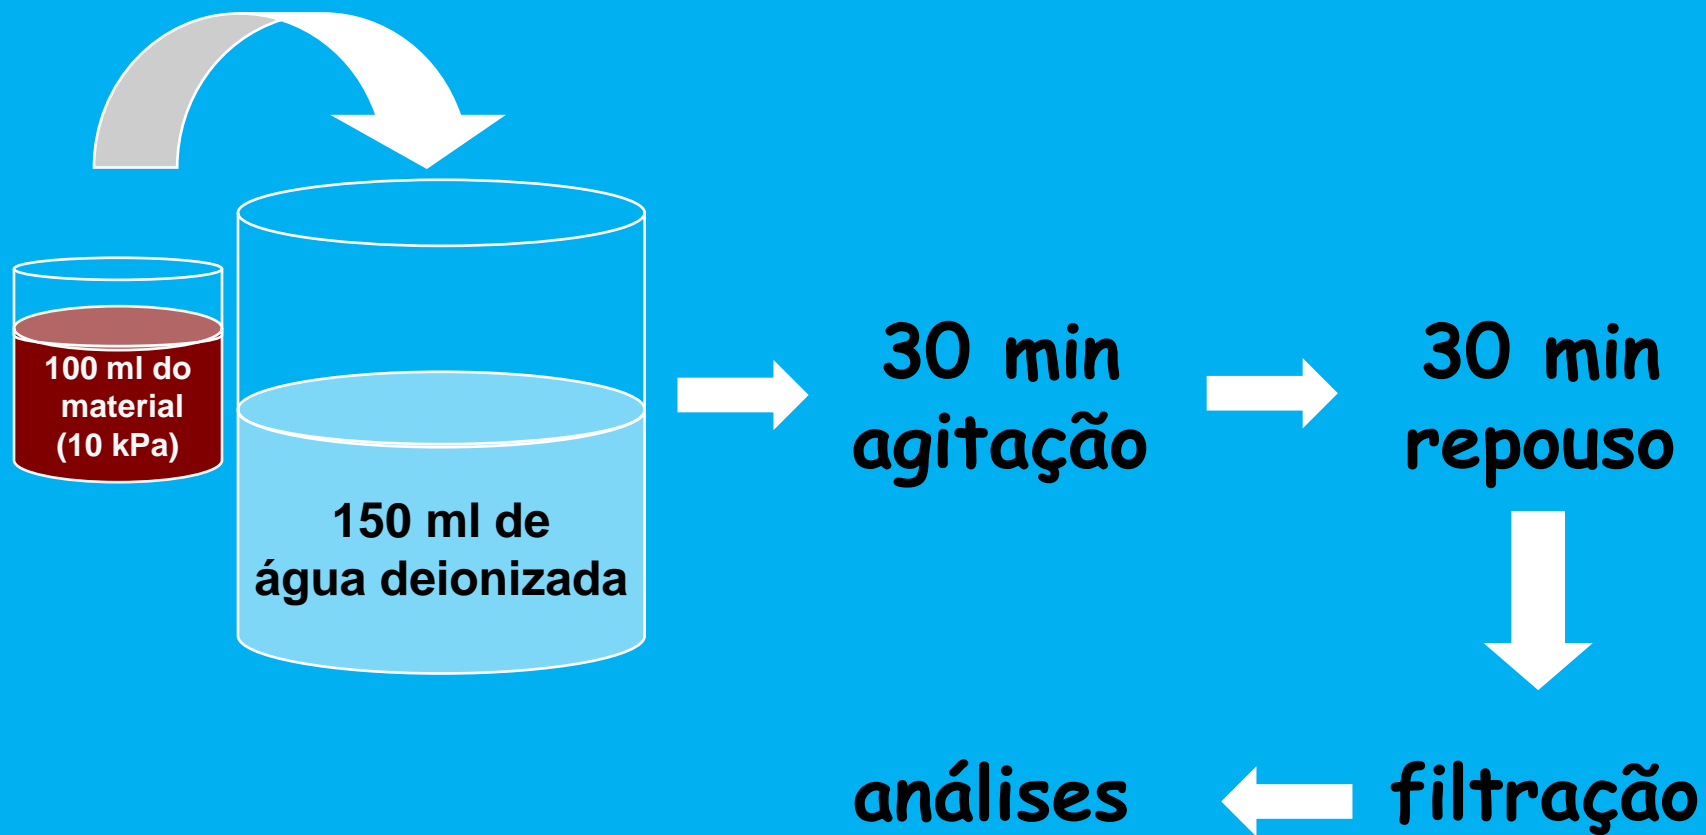 100 ml do
material
(10 kPa)
150 ml de
água deionizada
30 min
agitação
30 min
repouso
análises
filtração